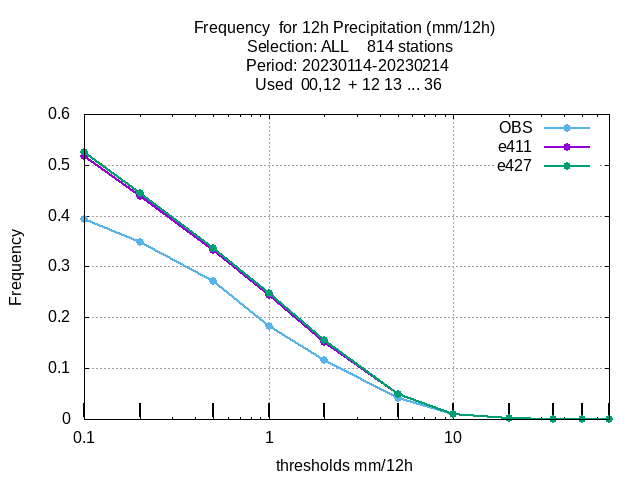 Frequency  for 12h Precipitation (mm/12h)
Selection: ALL    814 stations
Period: 20230114-20230214
Used  00,12  + 12 13 ... 36
OBS
e411
e427
Frequency
0.6
0.5
0.4
0.3
0.2
0.1
0
0.1 1 10
thresholds mm/12h